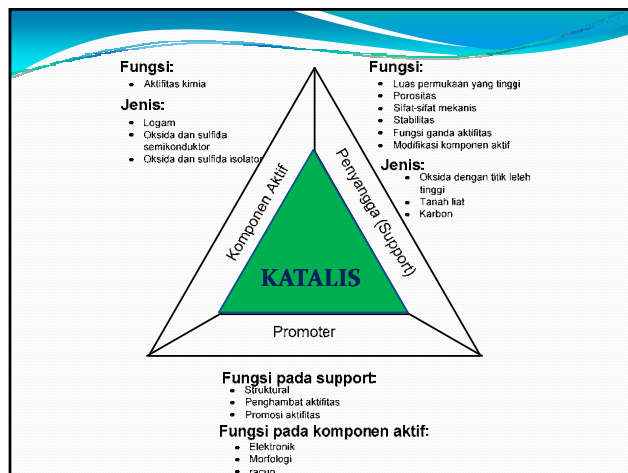 Fungsi:
• Aktifitas kimia
Jenis:
• Logam
• Oksida dan sulfida
semikonduktor
• Oksida dan sulfida isolator
Fungsi:
• Luas permukaan yang tinggi
• Porositas
• Sifat-sifat mekanis
• Stabilitas
• Fungsi ganda aktifitas
• Modifikasi komponen aktif
Jenis:
• Oksida dengan titik leleh
tinggi
• Tanah liat
• Karbon
Komponen Aktif
Penyangga (Support)
KATALIS
Promoter
Fungsi pada support:
• Struktural
• Penghambat aktifitas
• Promosi aktifitas
Fungsi pada komponen aktif:
• Elektronik
• Morfologi
• racun